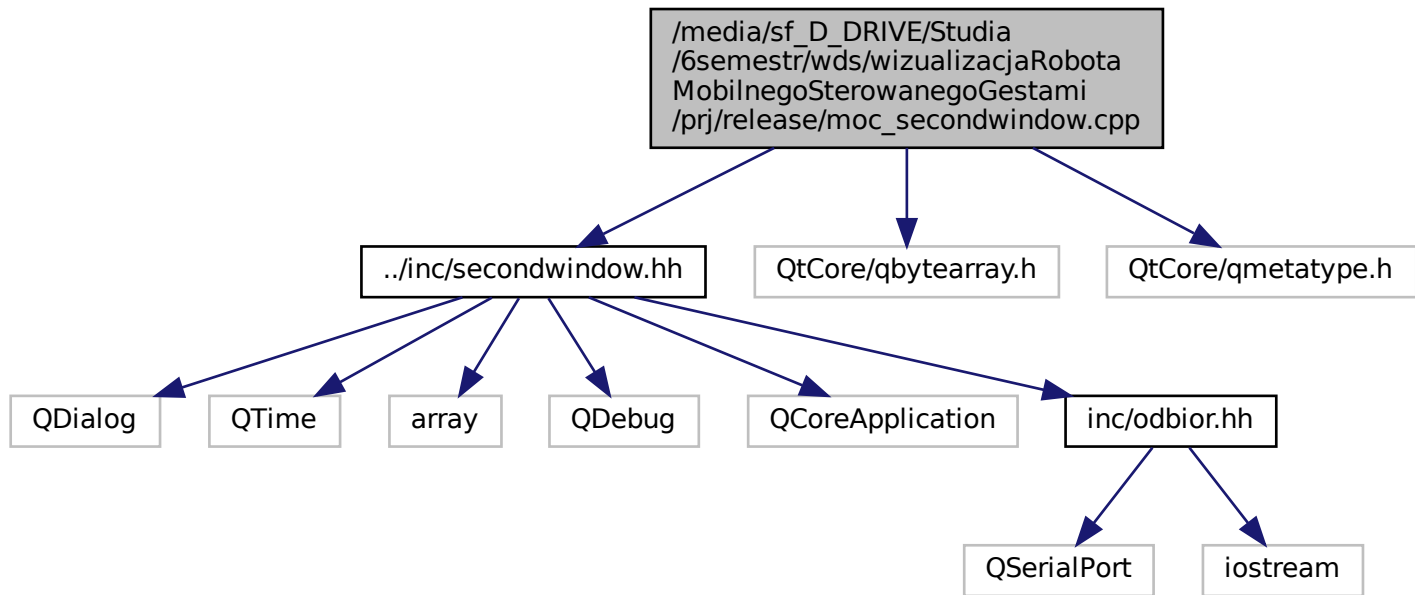 /media/sf_D_DRIVE/Studia
/6semestr/wds/wizualizacjaRobota
MobilnegoSterowanegoGestami
/prj/release/moc_secondwindow.cpp
../inc/secondwindow.hh
QtCore/qbytearray.h
QtCore/qmetatype.h
QDialog
QTime
array
QDebug
QCoreApplication
inc/odbior.hh
QSerialPort
iostream